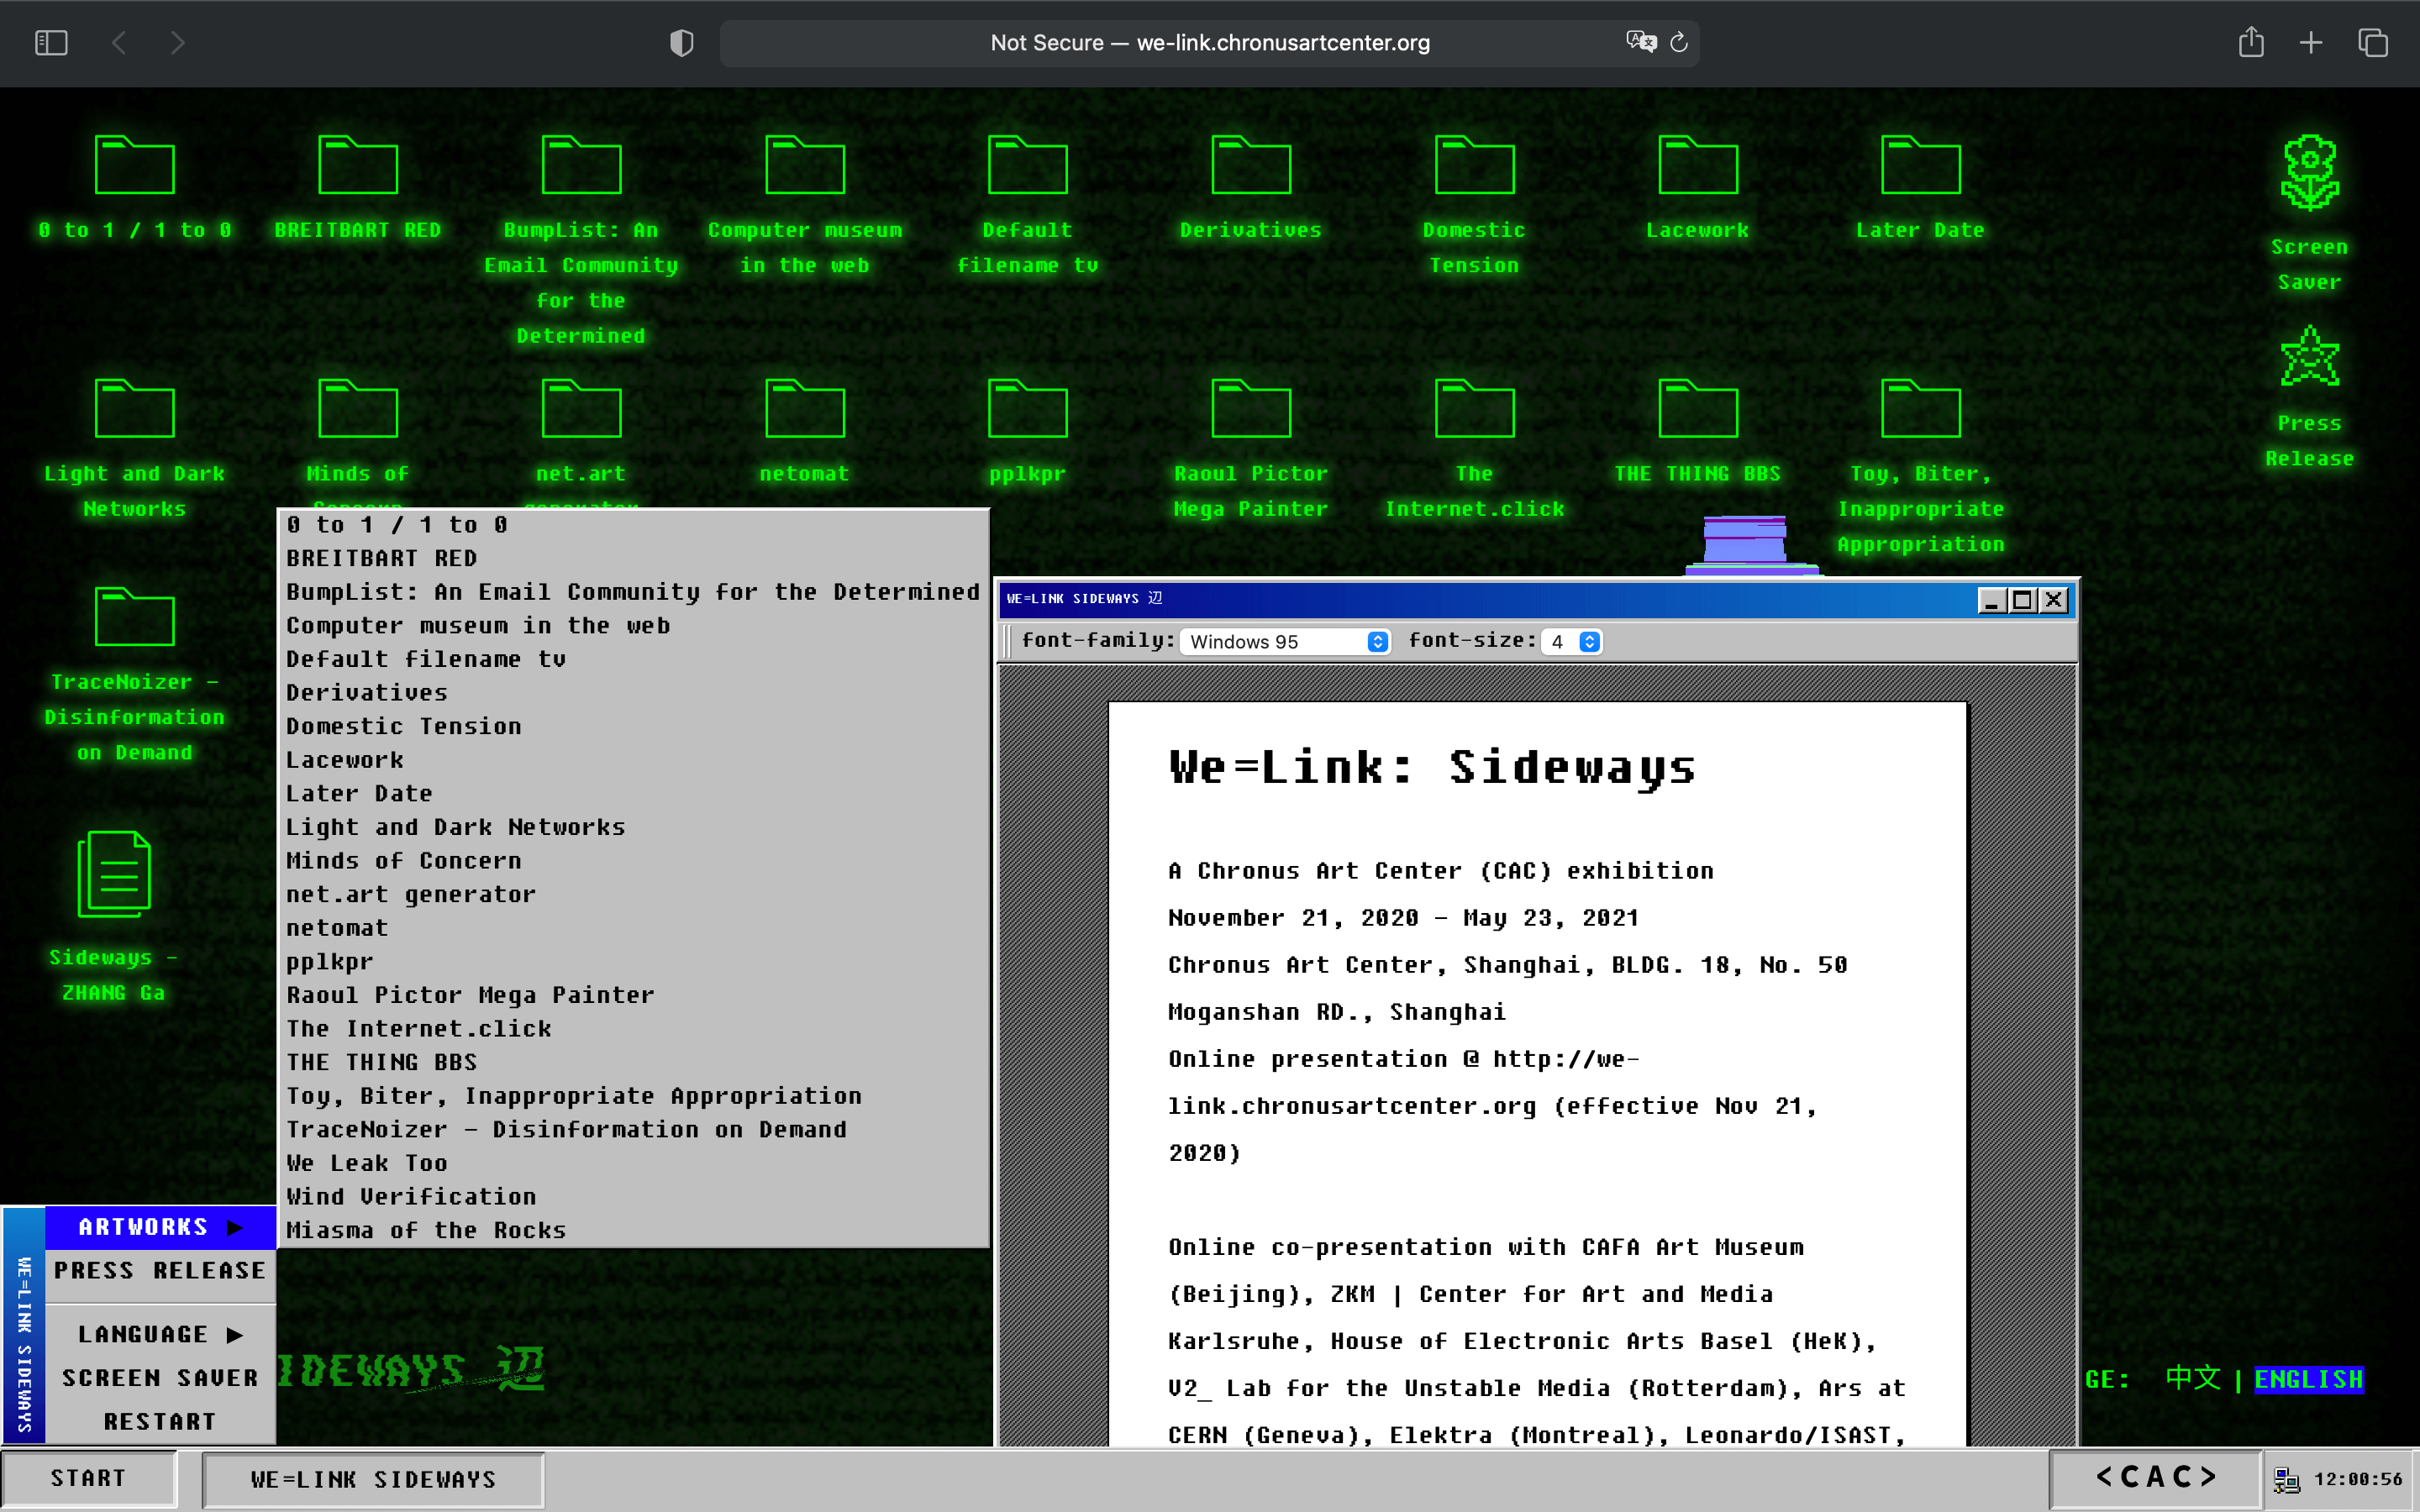 Not Secure — we-link.chronusartcenter.org
0 to 1 / 1 to 0
BREITBART RED
BumpList: An
Email Community
for the
Determined
Computer museum
in the web
Default
filename tv
Derivatives
Domestic
Tension
Lacework
Later Date
Screen
Saver
Press
Release
Light and Dark
Networks
Minds of
Concern
net.art
generator
netomat
pplkpr
Raoul Pictor
Mega Painter
The
Internet.click
THE THING BBS
Toy, Biter,
Inappropriate
Appropriation
TraceNoizer -
Disinformation
on Demand
Sideways -
ZHANG Ga
0 to 1 / 1 to 0
BREITBART RED
BumpList: An Email Community for the Determined
Computer museum in the web
Default filename tv
Derivatives
Domestic Tension
Lacework
Later Date
Light and Dark Networks
Minds of Concern
net.art generator
netomat
pplkpr
Raoul Pictor Mega Painter
The Internet.click
THE THING BBS
Toy, Biter, Inappropriate Appropriation
TraceNoizer - Disinformation on Demand
We Leak Too
Wind Verification
Miasma of the Rocks
WE=LINK SIDEWAYS 辺
font-family: Windows 95 font-size: 4
We=Link: Sideways
A Chronus Art Center (CAC) exhibition
November 21, 2020 - May 23, 2021
Chronus Art Center, Shanghai, BLDG. 18, No. 50
Moganshan RD., Shanghai
Online presentation @ http://we-
link.chronusartcenter.org (effective Nov 21,
2020)
Online co-presentation with CAFA Art Museum
(Beijing), ZKM | Center for Art and Media
Karlsruhe, House of Electronic Arts Basel (HeK),
V2_ Lab for the Unstable Media (Rotterdam), Ars at
CERN (Geneva), Elektra (Montreal), Leonardo/ISAST,
WE=LINK SIDEWAYS
ARTWORKS ▶
PRESS RELEASE
LANGUAGE ▶
SCREEN SAVER
RESTART
IDEWAYS 辺
GE: 中文 | ENGLISH
START
WE=LINK SIDEWAYS
<CAC>
12:00:56